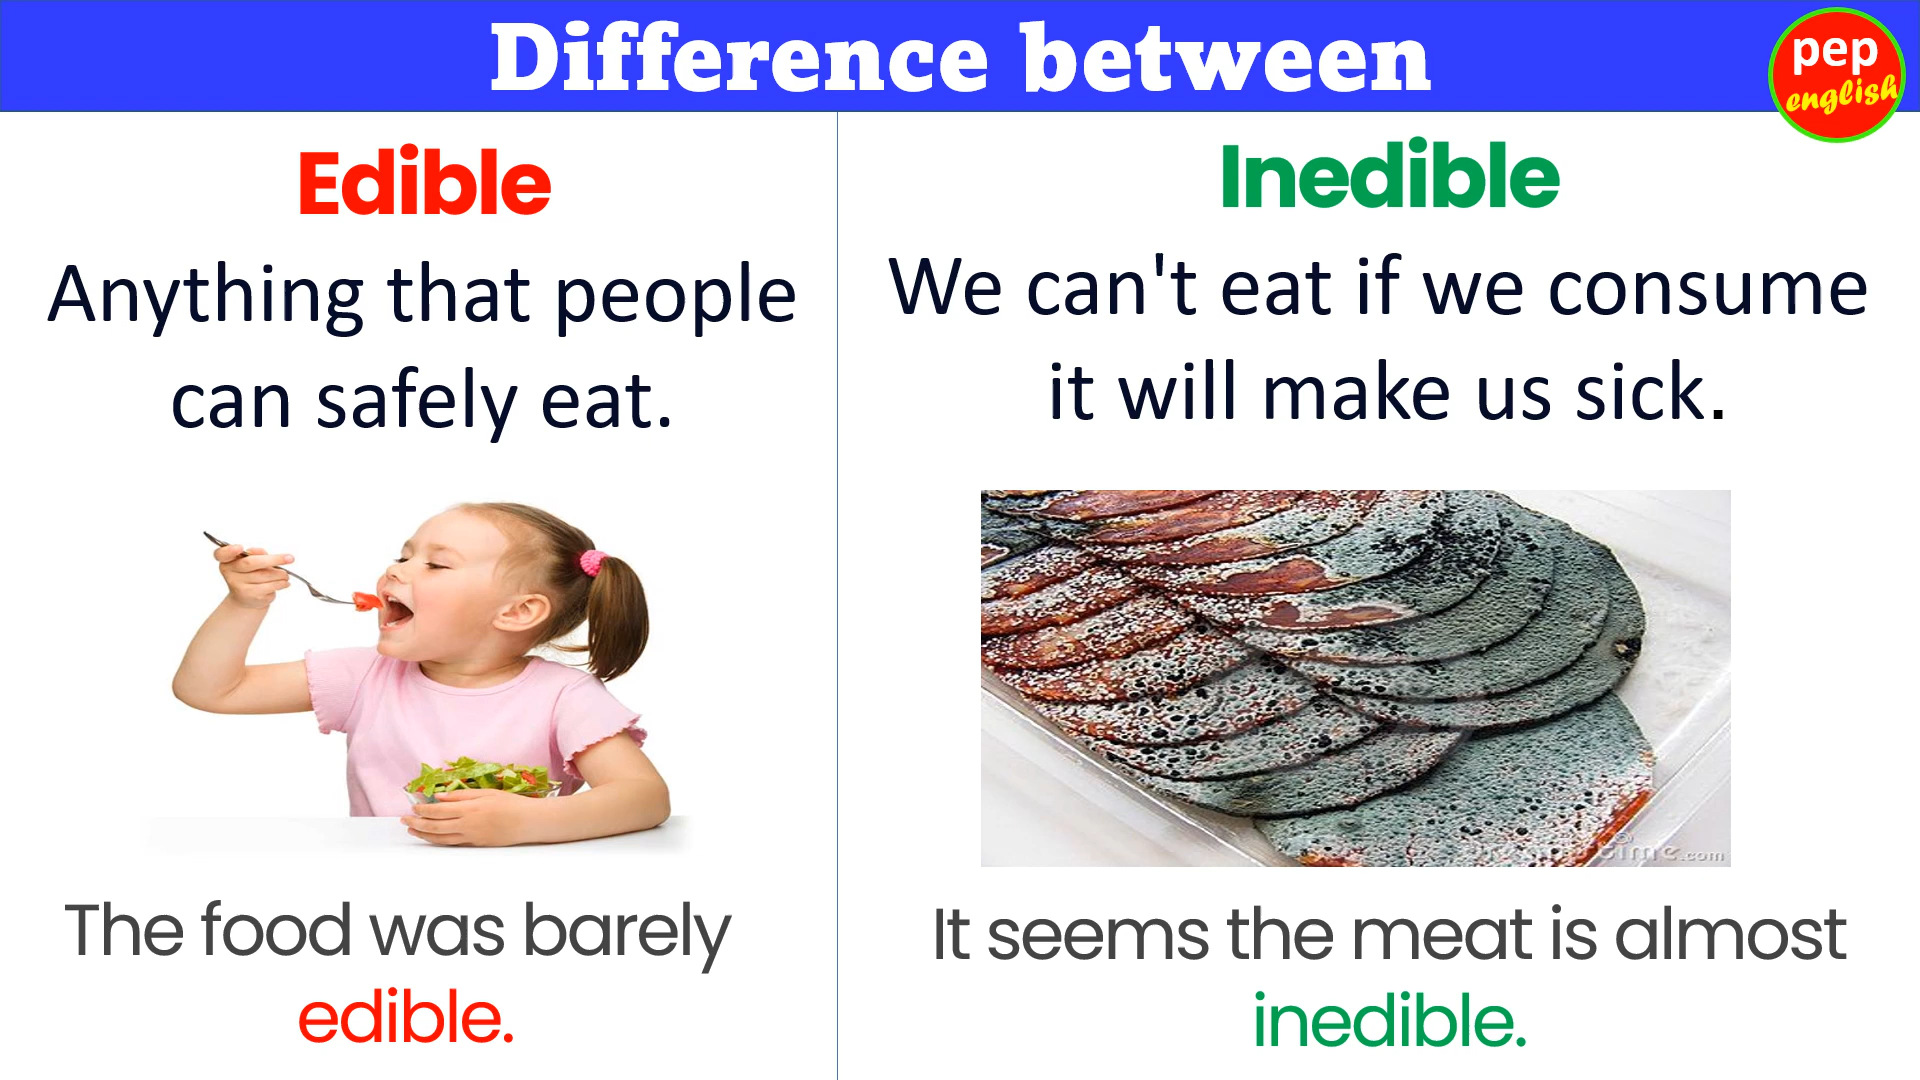 Difference between
pep
english
Edible
Anything that people
can safely eat.
The food was barely
edible.
Inedible
We can't eat if we consume
it will make us sick.
It seems the meat is almost
inedible.